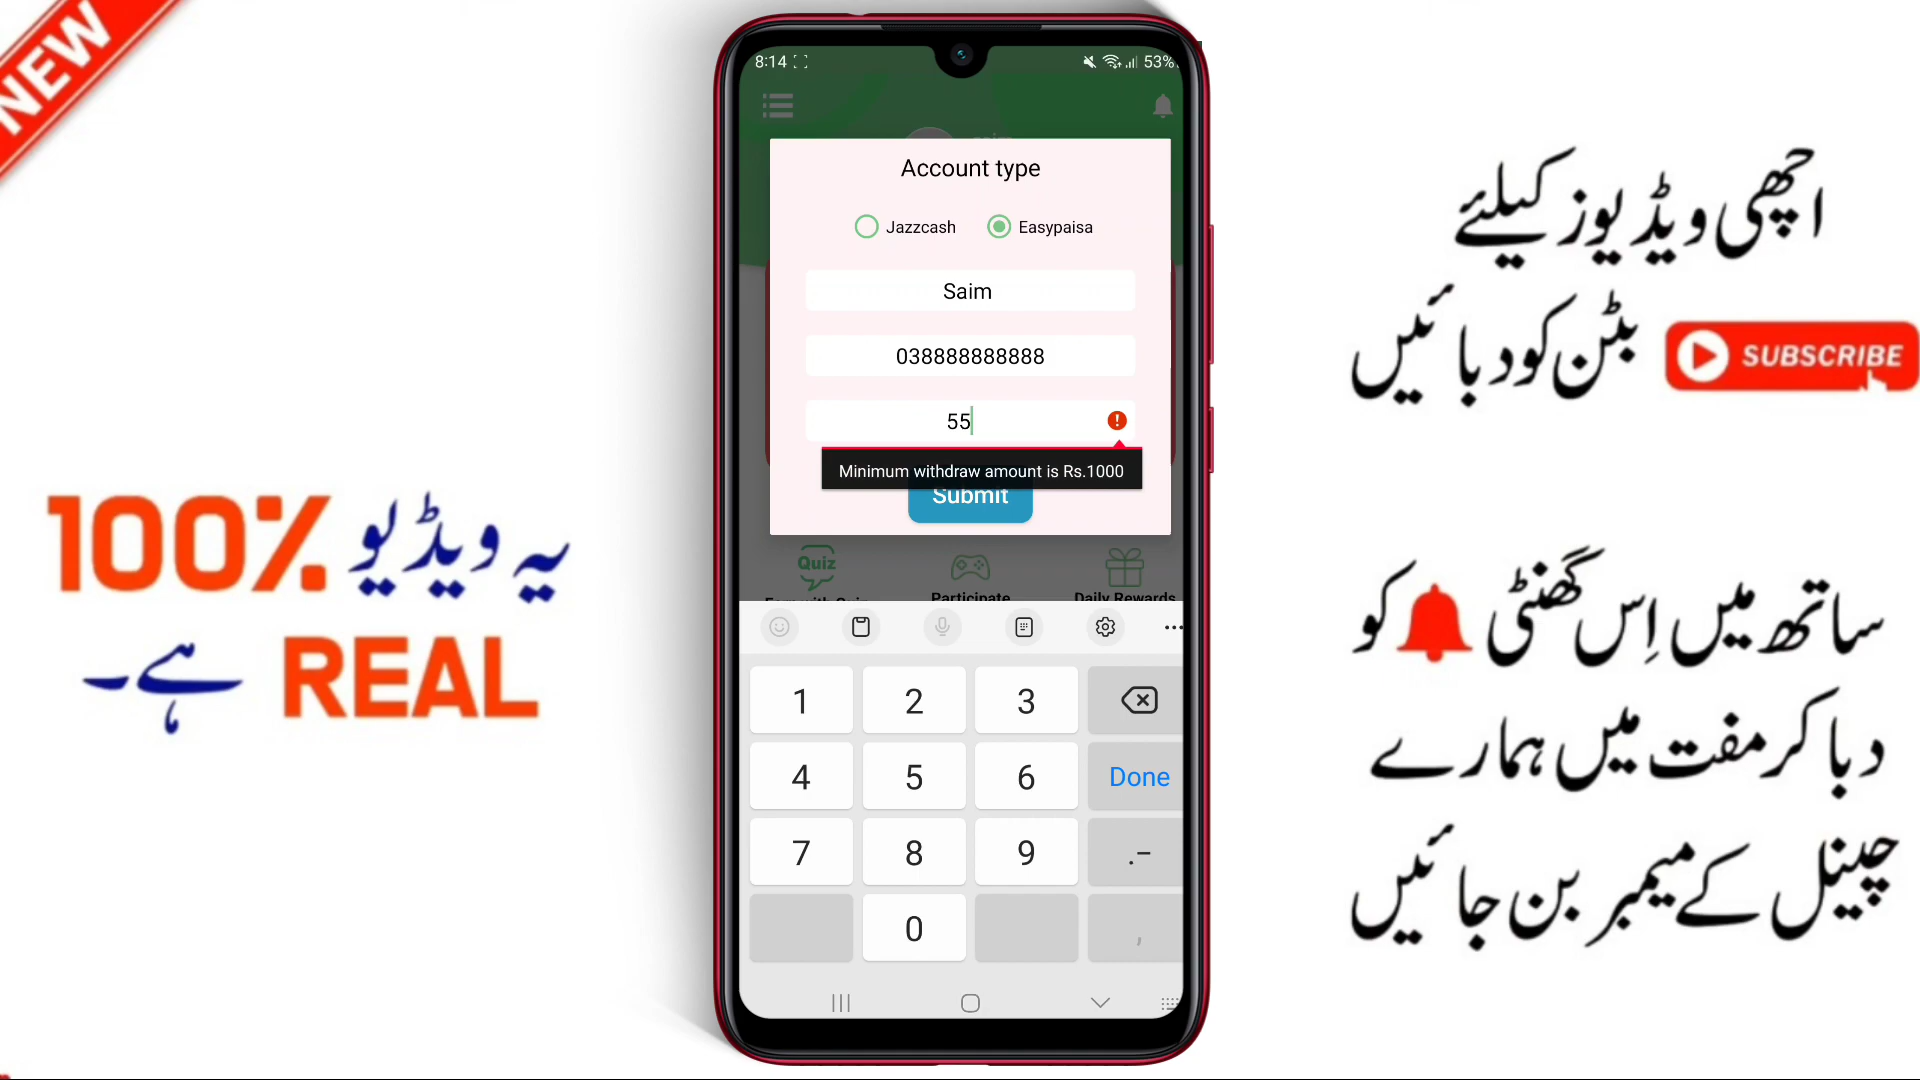 NEW
8:14
53%
Account type
Jazzcash
Easypaisa
Saim
038888888888
55
Minimum withdraw amount is Rs.1000
Submit
Quiz
Participate
Daily Rewards
1 2 3
4 5 6 Done
7 8 9 .-
0 ,
یہ ویڈیو 100%
REAL ہے۔
اچھی ویڈیوز کیلئے
بٹن کو دبائیں
SUBSCRIBE
ساتھ میں اِس گھنٹی کو
دبا کر مفت میں ہمارے
چینل کے میمبر بن جائیں